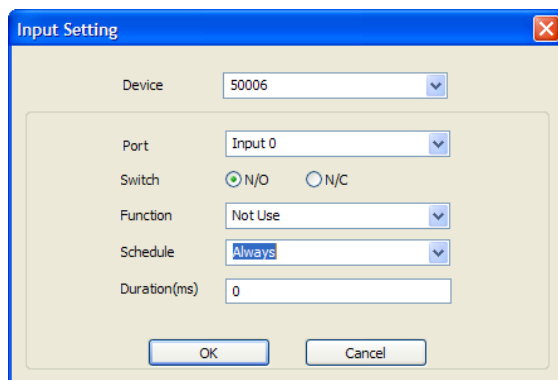 Input Setting
Device 50006
Port Input 0
Switch N/O N/C
Function Not Use
Schedule Always
Duration(ms) 0
OK Cancel